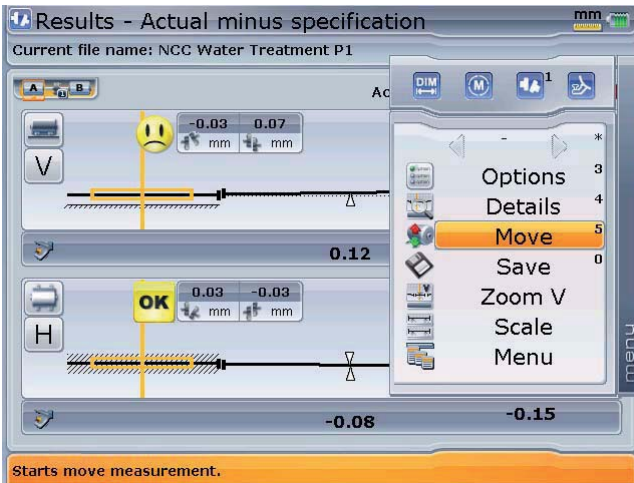 Results - Actual minus specification
mm
Current file name: NCC Water Treatment P1
A B
Ac
DIM M 1
-0.03 0.07
mm mm
V
0.12
- *
Options 3
Details 4
Move 5
Save 0
Zoom V
Scale
Menu
menu
OK
0.03 -0.03
mm mm
H
-0.08 -0.15
Starts move measurement.